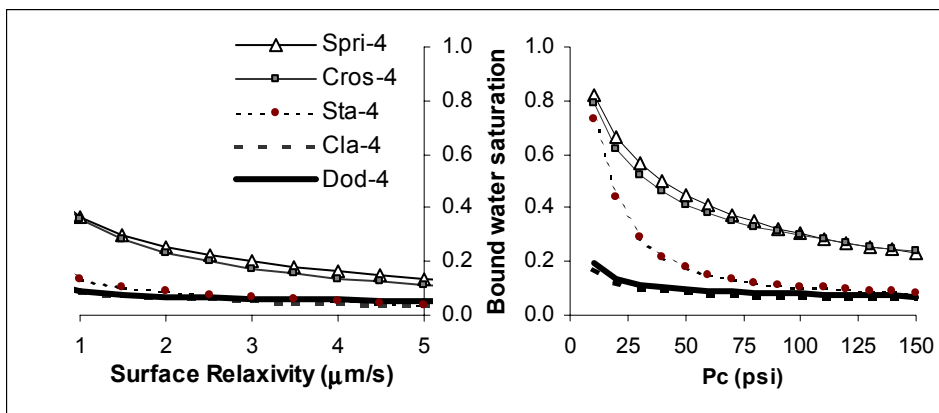 Spri-4
Cros-4
Sta-4
Cla-4
Dod-4
1.0
0.8
0.6
0.4
0.2
0.0
1 2 3 4 5
Surface Relaxivity (μm/s)
Bound water saturation
1.0
0.8
0.6
0.4
0.2
0.0
0 25 50 75 100 125 150
Pc (psi)